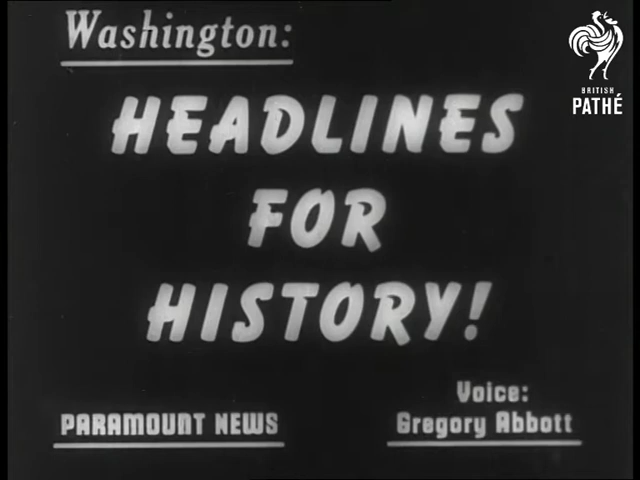 Washington:
HEADLINES
FOR
HISTORY!
PARAMOUNT NEWS
Voice:
Gregory Abbott
BRITISH
PATHÉ